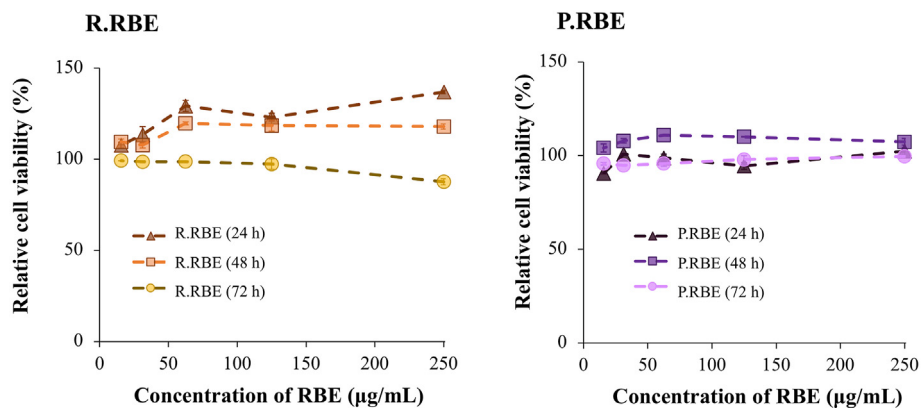 R.RBE
Relative cell viability (%)
150
100
50
0
R.RBE (24 h)
R.RBE (48 h)
R.RBE (72 h)
0 50 100 150 200 250
Concentration of RBE (µg/mL)
P.RBE
Relative cell viability (%)
150
100
50
0
P.RBE (24 h)
P.RBE (48 h)
P.RBE (72 h)
0 50 100 150 200 250
Concentration of RBE (µg/mL)